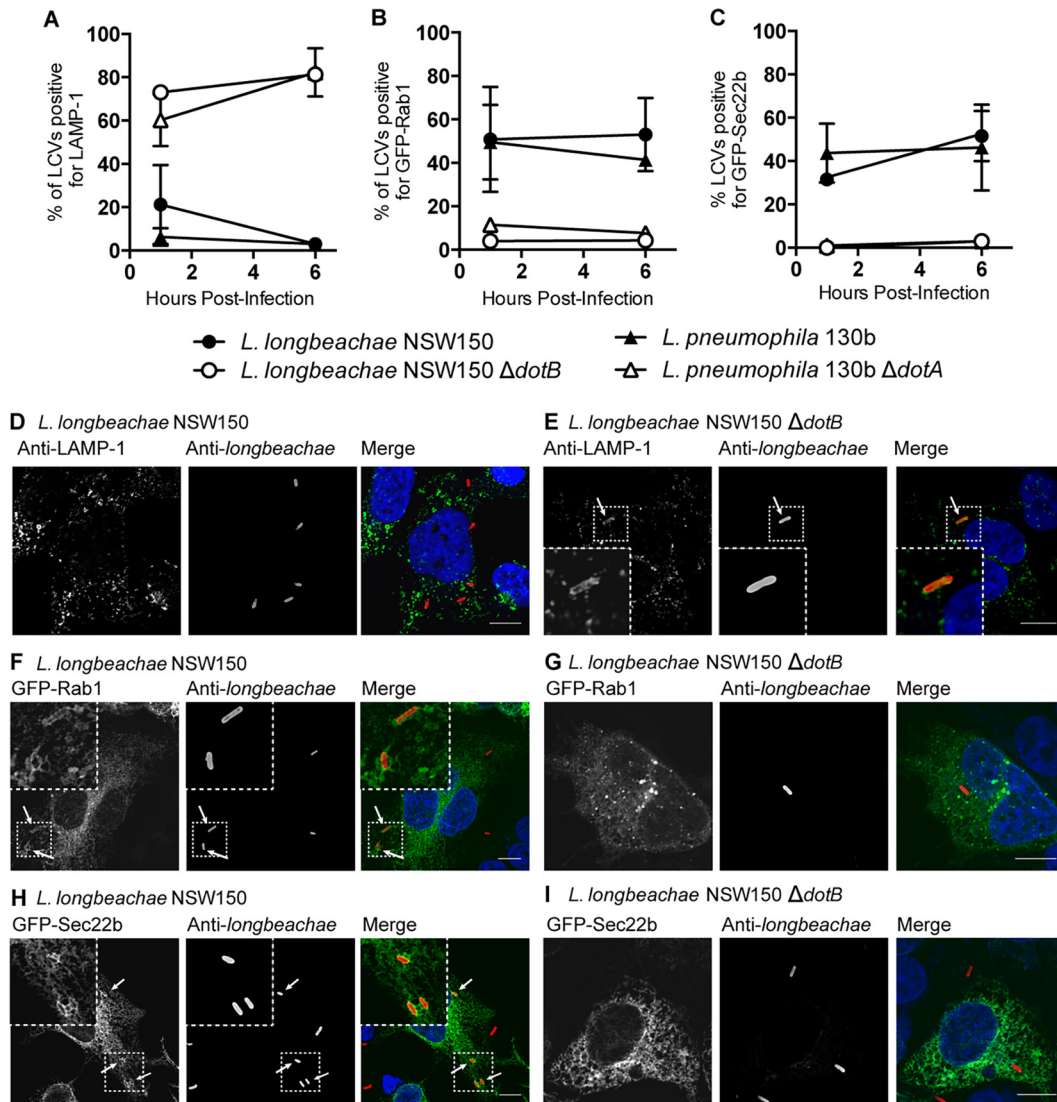 A
B
C
% of LCVs positive
for LAMP-1
100
80
60
40
20
0
0 2 4 6
Hours Post-Infection
% of LCVs positive
for GFP-Rab1
100
80
60
40
20
0
0 2 4 6
Hours Post-Infection
% LCVs positive
for GFP-Sec22b
100
80
60
40
20
0
0 2 4 6
Hours Post-Infection
L. longbeachae NSW150
L. pneumophila 130b
L. longbeachae NSW150 ΔdotB
L. pneumophila 130b ΔdotA
D L. longbeachae NSW150
Anti-LAMP-1 Anti-longbeachae Merge
E L. longbeachae NSW150 ΔdotB
Anti-LAMP-1 Anti-longbeachae Merge
F L. longbeachae NSW150
GFP-Rab1 Anti-longbeachae Merge
G L. longbeachae NSW150 ΔdotB
GFP-Rab1 Anti-longbeachae Merge
H L. longbeachae NSW150
GFP-Sec22b Anti-longbeachae Merge
I L. longbeachae NSW150 ΔdotB
GFP-Sec22b Anti-longbeachae Merge